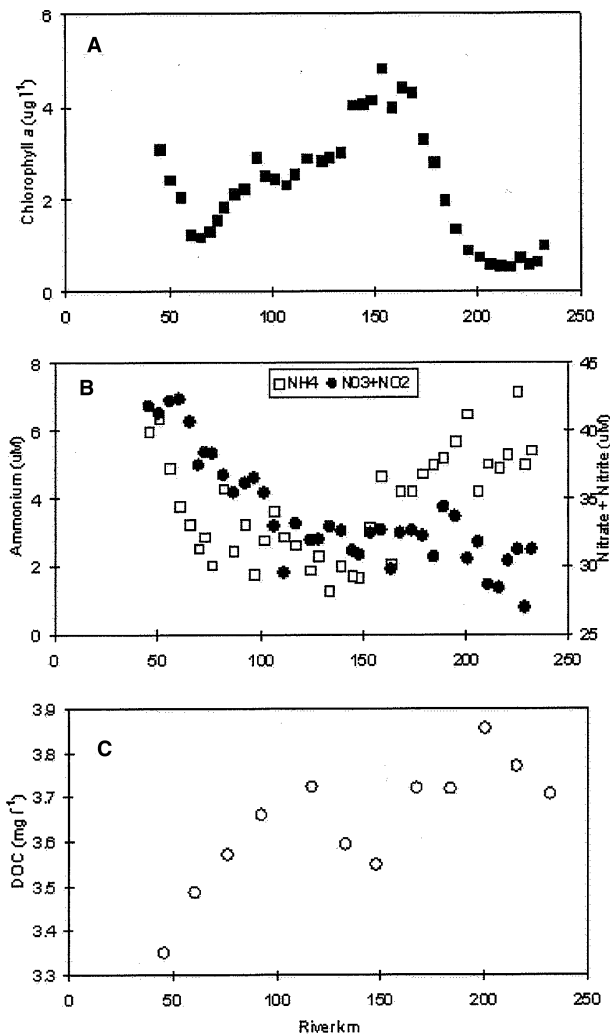 A
Chlorophyll a (ug l-1)
6
4
2
0
0 50 100 150 200 250
B
□ NH4 ● NO3+NO2
Ammonium (uM)
8
6
4
2
0
Nitrate + Nitrite (uM)
45
40
35
30
25
0 50 100 150 200 250
C
DOC (mg l-1)
3.9
3.8
3.7
3.6
3.5
3.4
3.3
0 50 100 150 200 250
River km